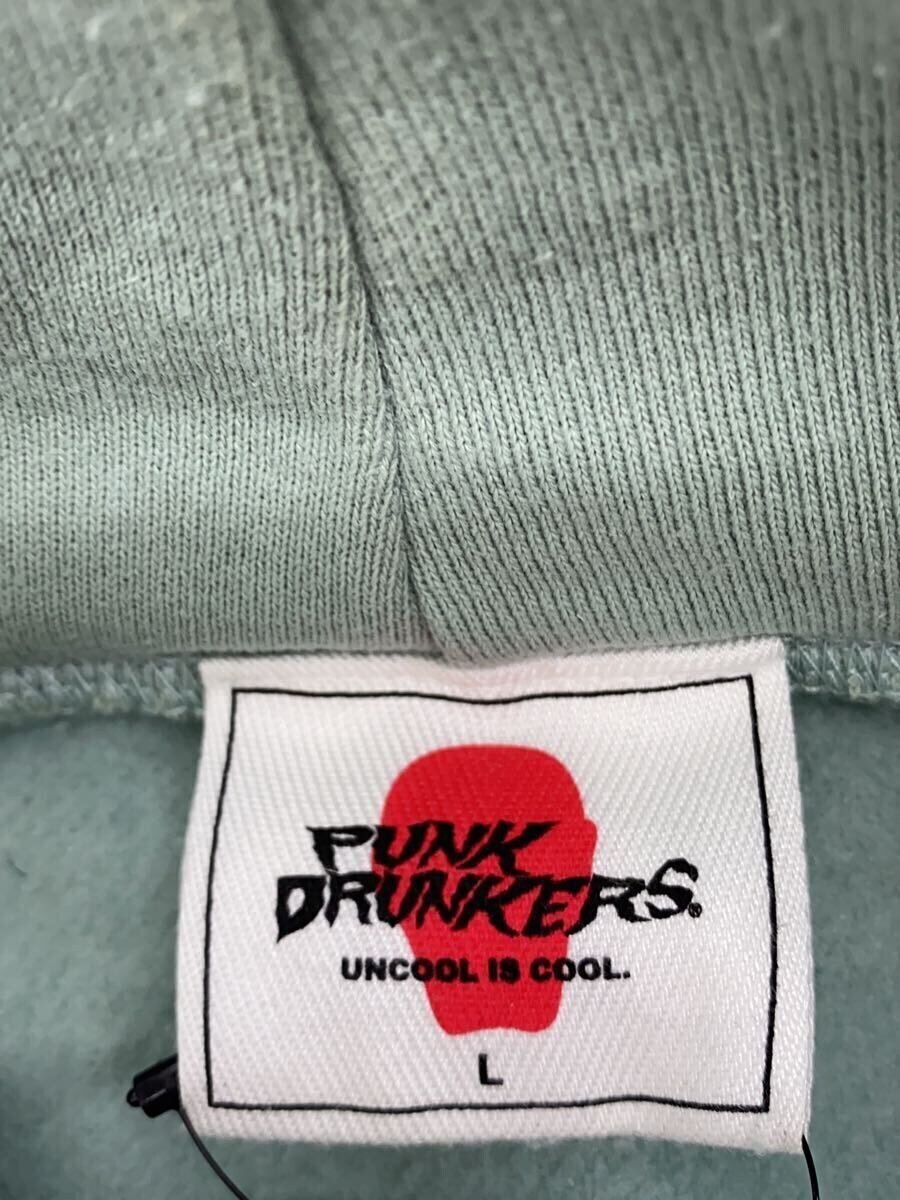 PUNK
DRUNKERS®
UNCOOL IS COOL.
L